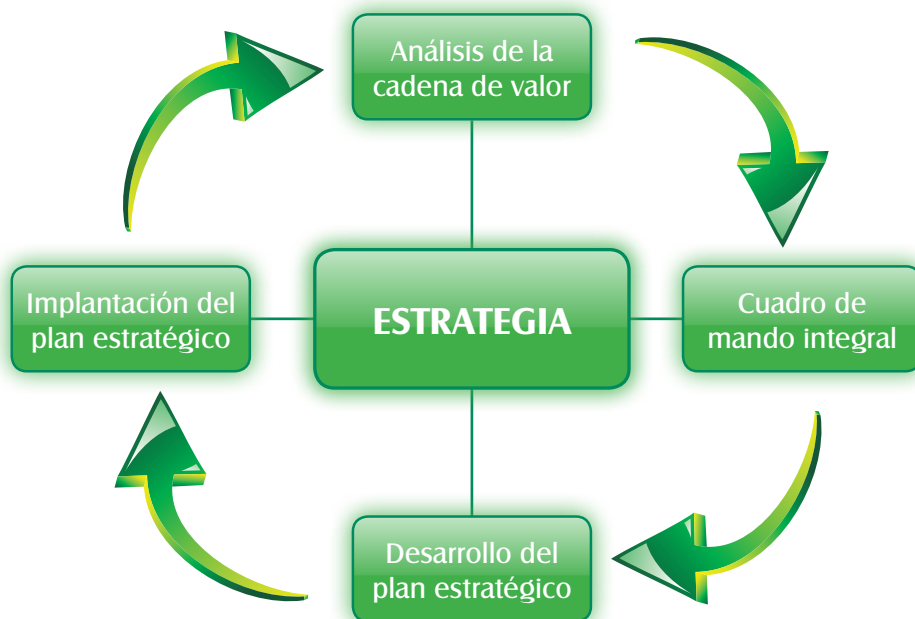 Análisis de la
cadena de valor
Implantación del
plan estratégico
ESTRATEGIA
Cuadro de
mando integral
Desarrollo del
plan estratégico